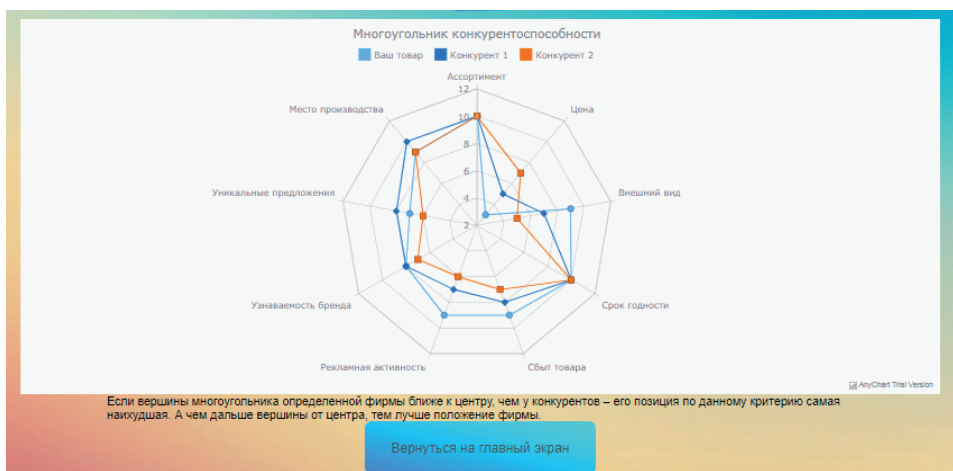 Многоугольник конкурентоспособности
Ваш товар Конкурент 1 Конкурент 2
Ассортимент
12
Место производства
Цена
10
8
Уникальные предложения
6
Внешний вид
4
2
Узнаваемость бренда
Срок годности
Рекламная активность
Сбыт товара
AnyChart Trial Version
Если вершины многоугольника определенной фирмы ближе к центру, чем у конкурентов – его позиция по данному критерию самая
наихудшая. А чем дальше вершины от центра, тем лучше положение фирмы.
Вернуться на главный экран